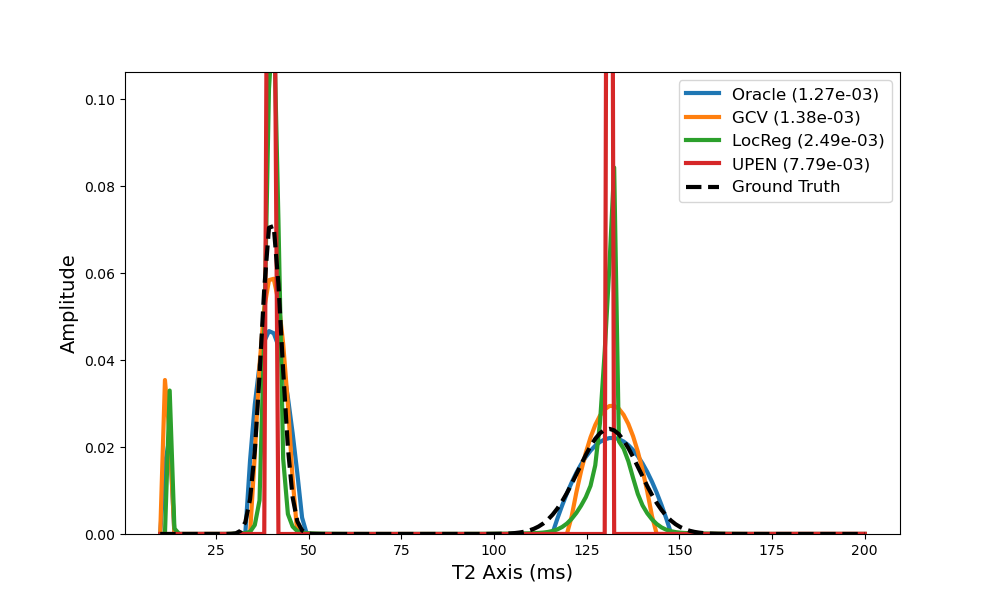 Oracle (1.27e-03)
GCV (1.38e-03)
LocReg (2.49e-03)
UPEN (7.79e-03)
Ground Truth
Amplitude
0.10
0.08
0.06
0.04
0.02
0.00
25 50 75 100 125 150 175 200
T2 Axis (ms)